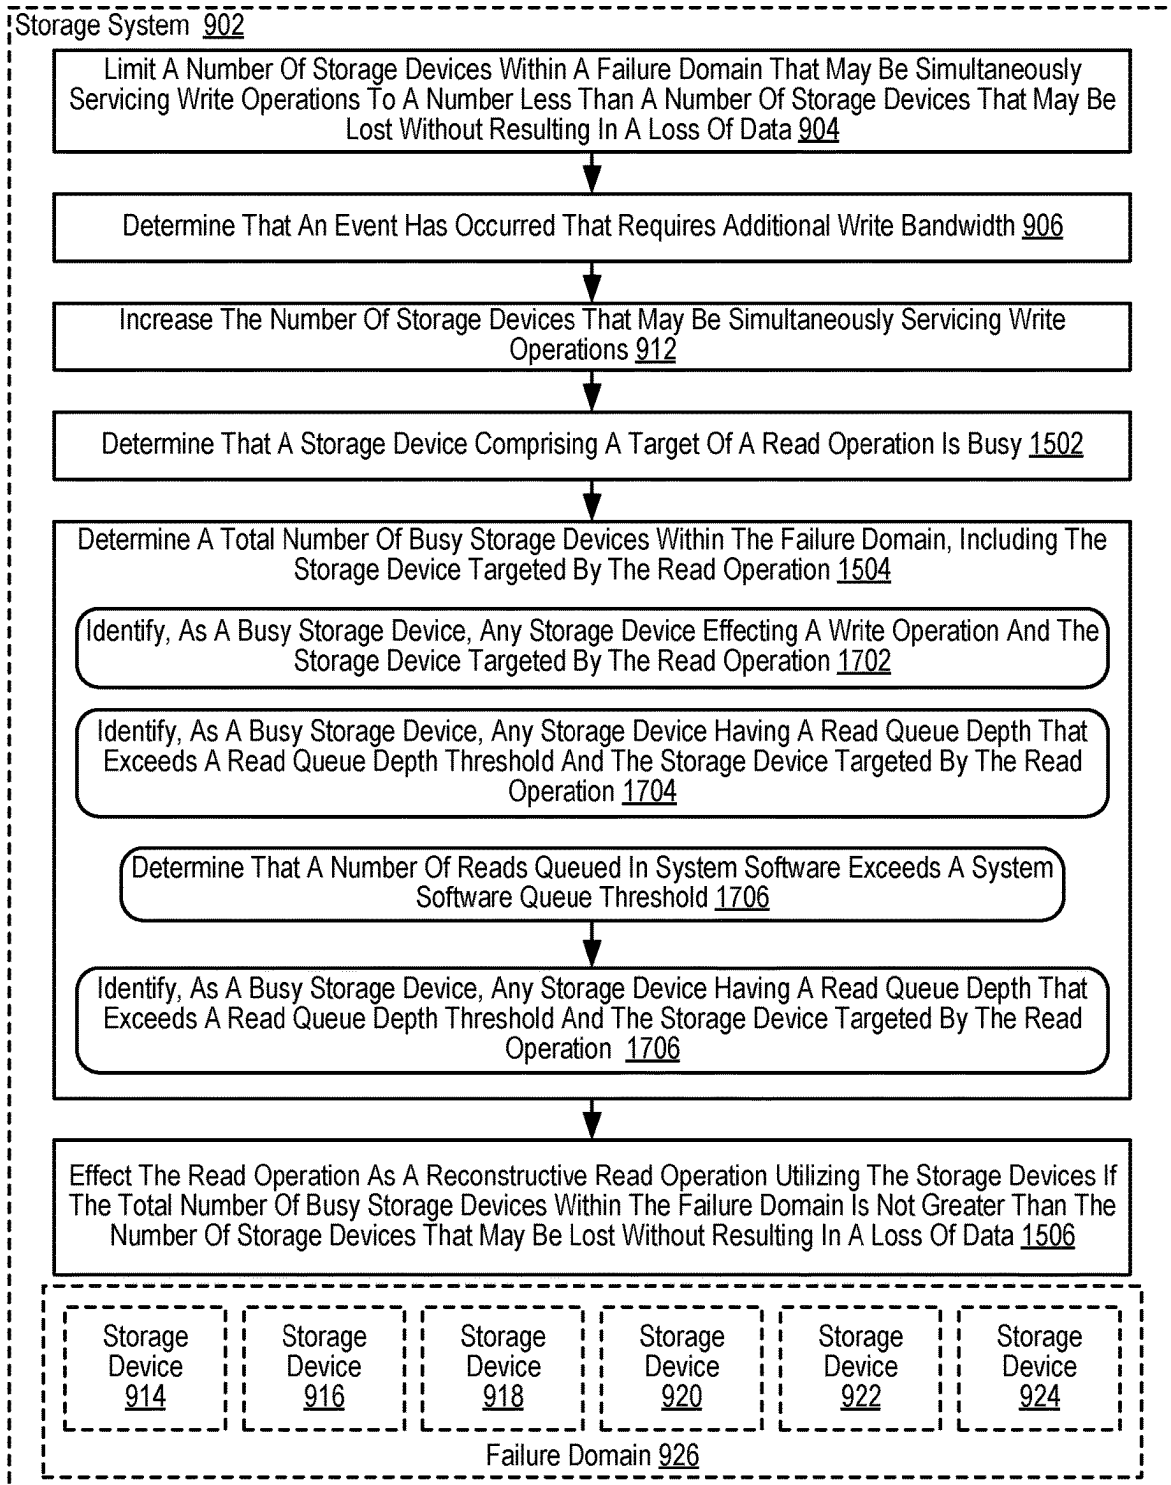 Storage System 902
Limit A Number Of Storage Devices Within A Failure Domain That May Be Simultaneously
Servicing Write Operations To A Number Less Than A Number Of Storage Devices That May Be
Lost Without Resulting In A Loss Of Data 904
Determine That An Event Has Occurred That Requires Additional Write Bandwidth 906
Increase The Number Of Storage Devices That May Be Simultaneously Servicing Write
Operations 912
Determine That A Storage Device Comprising A Target Of A Read Operation Is Busy 1502
Determine A Total Number Of Busy Storage Devices Within The Failure Domain, Including The
Storage Device Targeted By The Read Operation 1504
Identify, As A Busy Storage Device, Any Storage Device Effecting A Write Operation And The
Storage Device Targeted By The Read Operation 1702
Identify, As A Busy Storage Device, Any Storage Device Having A Read Queue Depth That
Exceeds A Read Queue Depth Threshold And The Storage Device Targeted By The Read
Operation 1704
Determine That A Number Of Reads Queued In System Software Exceeds A System
Software Queue Threshold 1706
Identify, As A Busy Storage Device, Any Storage Device Having A Read Queue Depth That
Exceeds A Read Queue Depth Threshold And The Storage Device Targeted By The Read
Operation 1706
Effect The Read Operation As A Reconstructive Read Operation Utilizing The Storage Devices If
The Total Number Of Busy Storage Devices Within The Failure Domain Is Not Greater Than The
Number Of Storage Devices That May Be Lost Without Resulting In A Loss Of Data 1506
Storage
Device
914
Storage
Device
916
Storage
Device
918
Storage
Device
920
Storage
Device
922
Storage
Device
924
Failure Domain 926